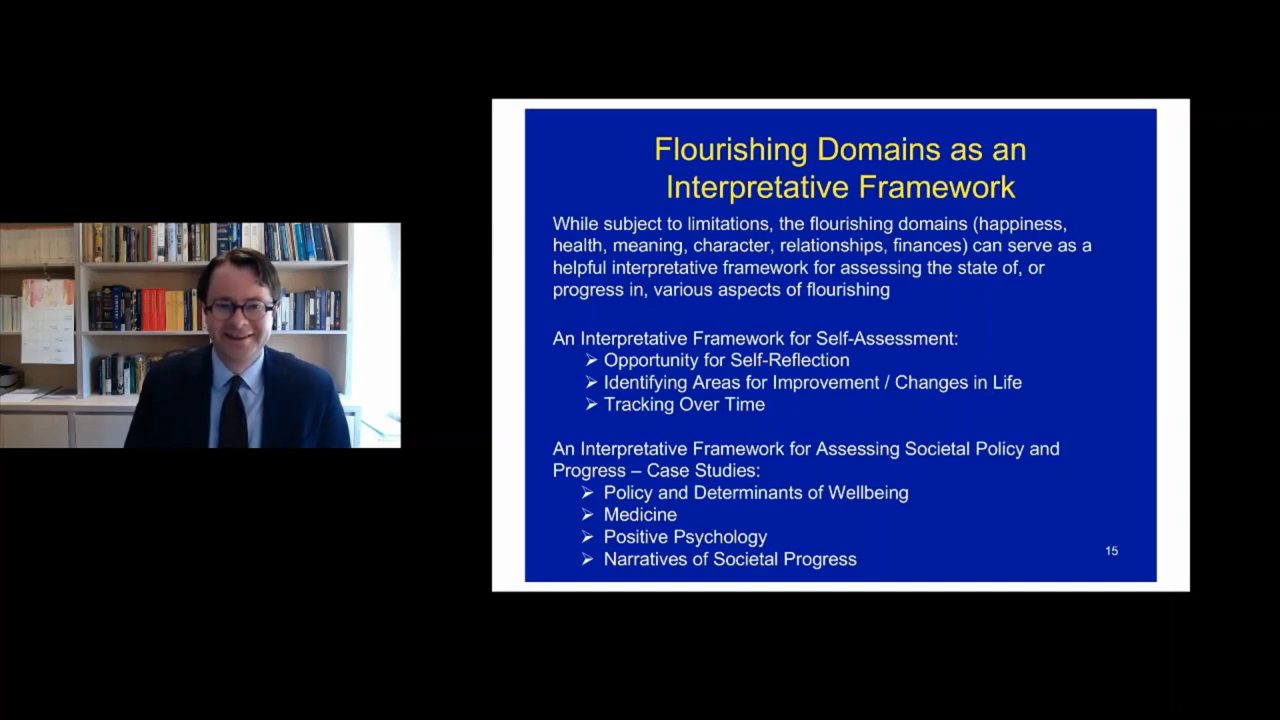 Flourishing Domains as an
Interpretative Framework
While subject to limitations, the flourishing domains (happiness,
health, meaning, character, relationships, finances) can serve as a
helpful interpretative framework for assessing the state of, or
progress in, various aspects of flourishing
An Interpretative Framework for Self-Assessment:
➢ Opportunity for Self-Reflection
➢ Identifying Areas for Improvement / Changes in Life
➢ Tracking Over Time
An Interpretative Framework for Assessing Societal Policy and
Progress – Case Studies:
➢ Policy and Determinants of Wellbeing
➢ Medicine
➢ Positive Psychology
➢ Narratives of Societal Progress
15